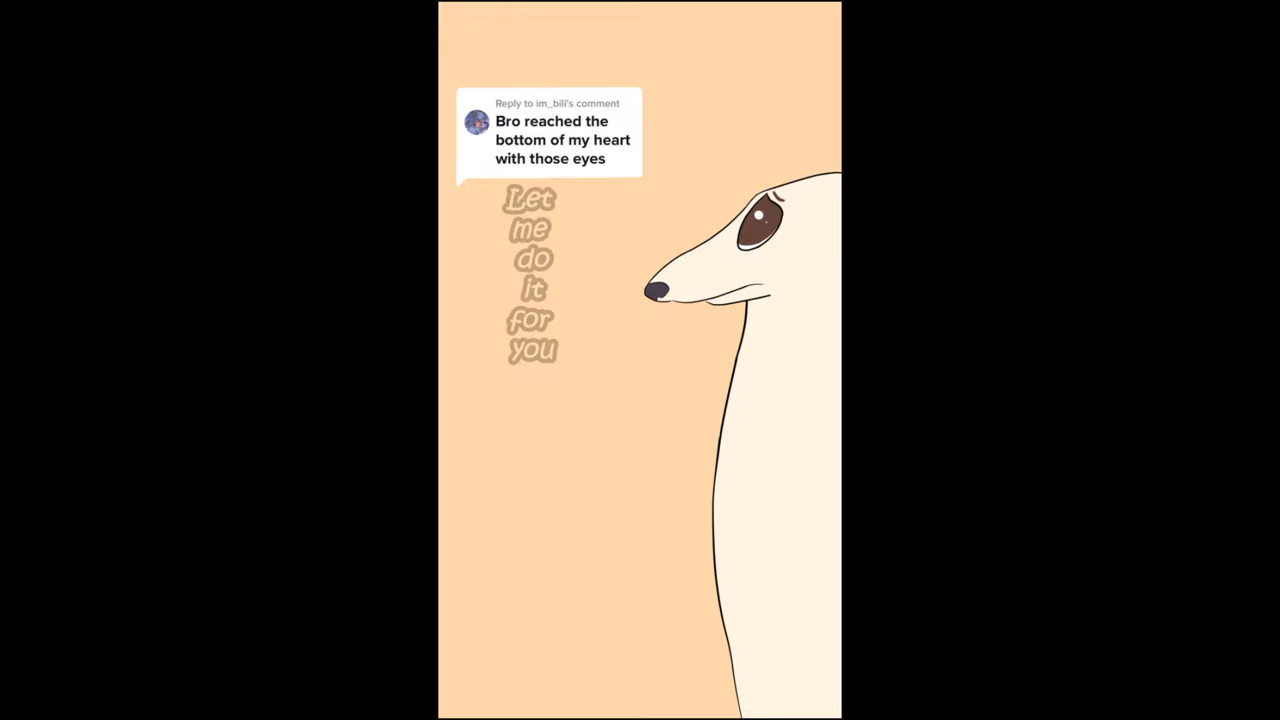 Reply to im_bili's comment
Bro reached the
bottom of my heart
with those eyes
Let
me
do
it
for
you